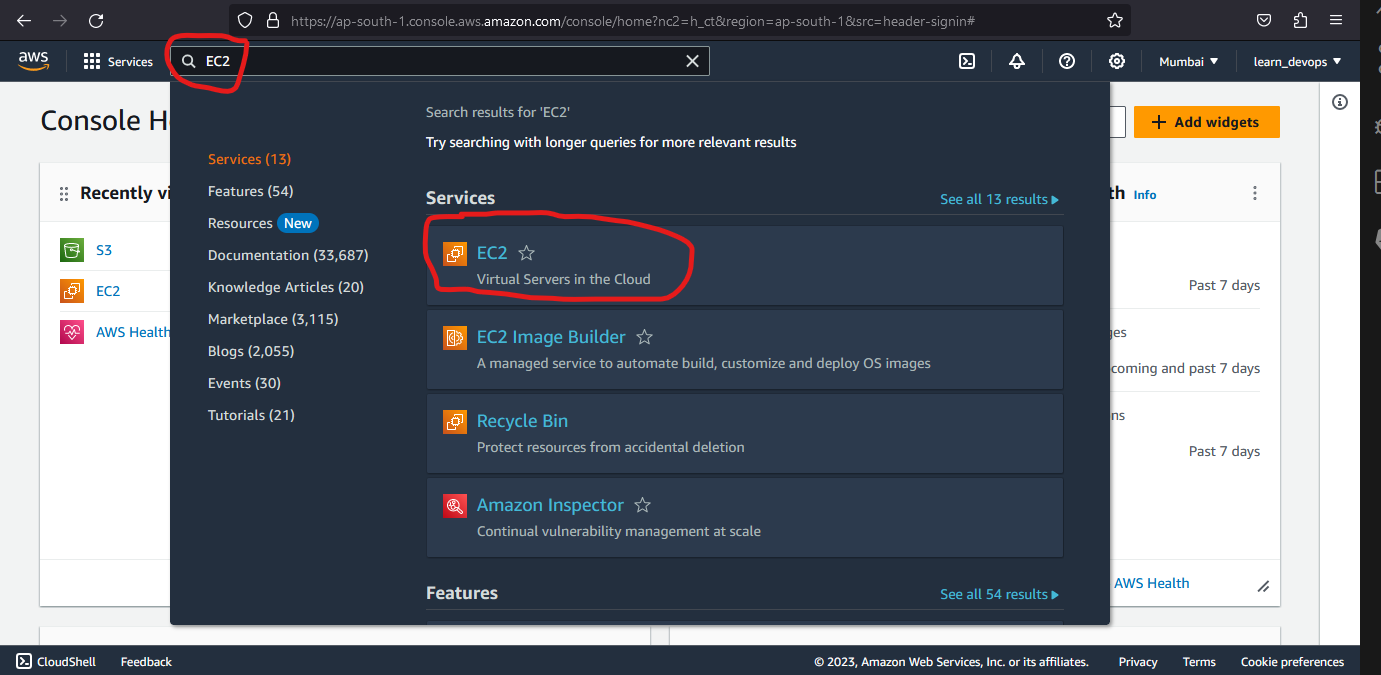 https://ap-south-1.console.aws.amazon.com/console/home?nc2=h_ct&region=ap-south-1&src=header-signin#
aws Services EC2 Mumbai learn_devops
Console H
Add widgets
Search results for 'EC2'
Try searching with longer queries for more relevant results
Services (13)
Features (54)
Resources New
Documentation (33,687)
Knowledge Articles (20)
Marketplace (3,115)
Blogs (2,055)
Events (30)
Tutorials (21)
Services See all 13 results
EC2
Virtual Servers in the Cloud
EC2 Image Builder
A managed service to automate build, customize and deploy OS images
Recycle Bin
Protect resources from accidental deletion
Amazon Inspector
Continual vulnerability management at scale
Features See all 54 results
Recently vi
S3
EC2
AWS Health
th Info
Past 7 days
ges
coming and past 7 days
ns
Past 7 days
AWS Health
CloudShell Feedback © 2023, Amazon Web Services, Inc. or its affiliates. Privacy Terms Cookie preferences